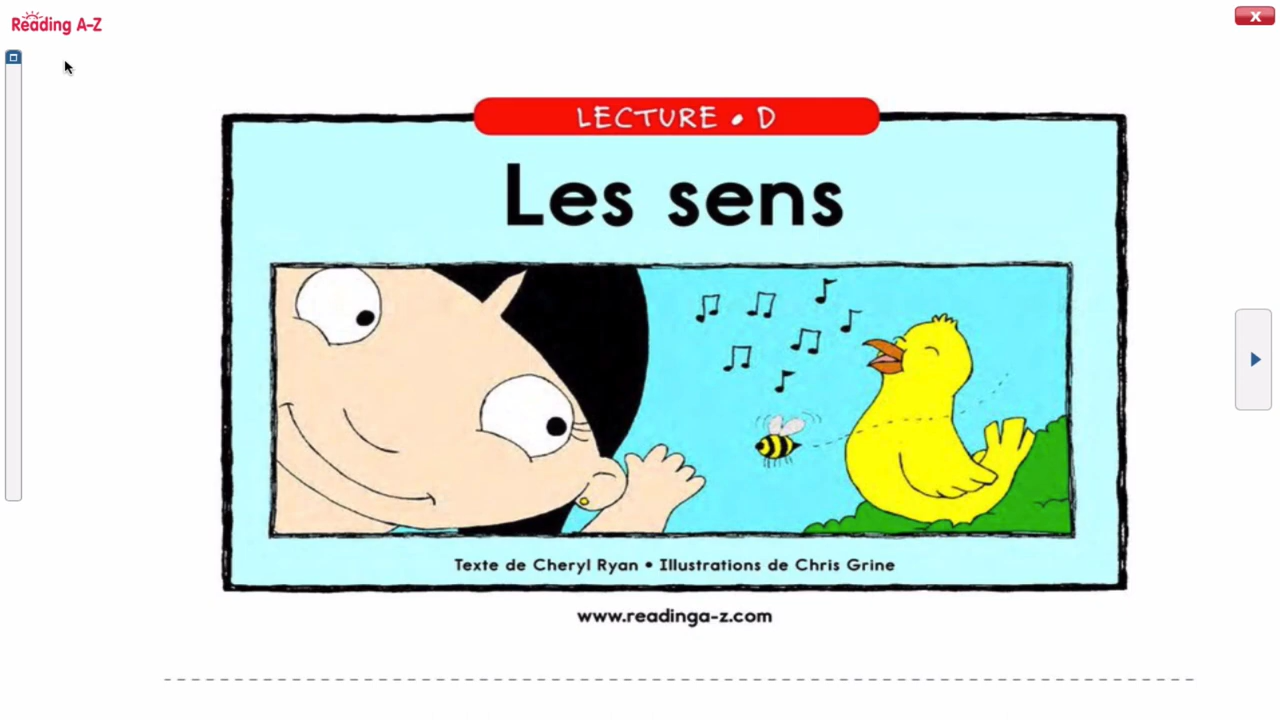 Reading A-Z
LECTURE • D
Les sens
Texte de Cheryl Ryan • Illustrations de Chris Grine
www.readinga-z.com